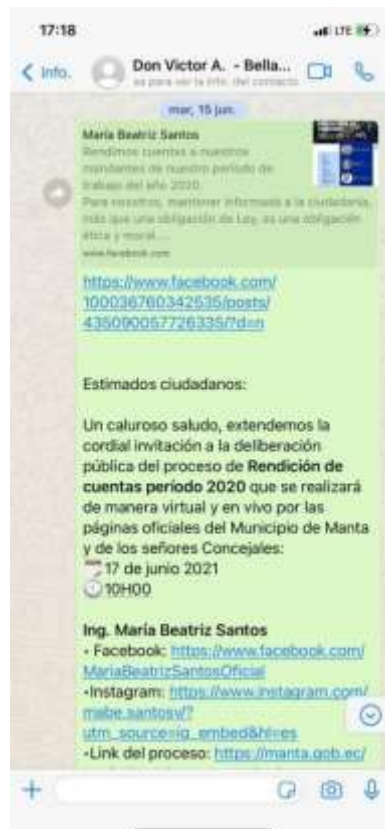 17:18
LTE
Info.
Don Victor A. - Bella...
mar, 15 jun.
Maria Beatriz Santos
Rendimos cuentas a nuestros
mandantes de nuestro período de
trabajo del año 2020.
Para nosotros, mantener informada a la ciudadanía,
más que una obligación de Ley, es una obligación
ética y moral....
www.facebook.com
https://www.facebook.com/
100036760342535/posts/
435090057726335/?d=n
Estimados ciudadanos:
Un caluroso saludo, extendemos la
cordial invitación a la deliberación
pública del proceso de Rendición de
cuentas período 2020 que se realizará
de manera virtual y en vivo por las
páginas oficiales del Municipio de Manta
y de los señores Concejales:
17 de junio 2021
10H00
Ing. María Beatriz Santos
• Facebook: https://www.facebook.com/
MariaBeatrizSantosOficial
•Instagram: https://www.instagram.com/
mabe.santosv/?
utm_source=ig_embed&hl=es
•Link del proceso: https://manta.gob.ec/